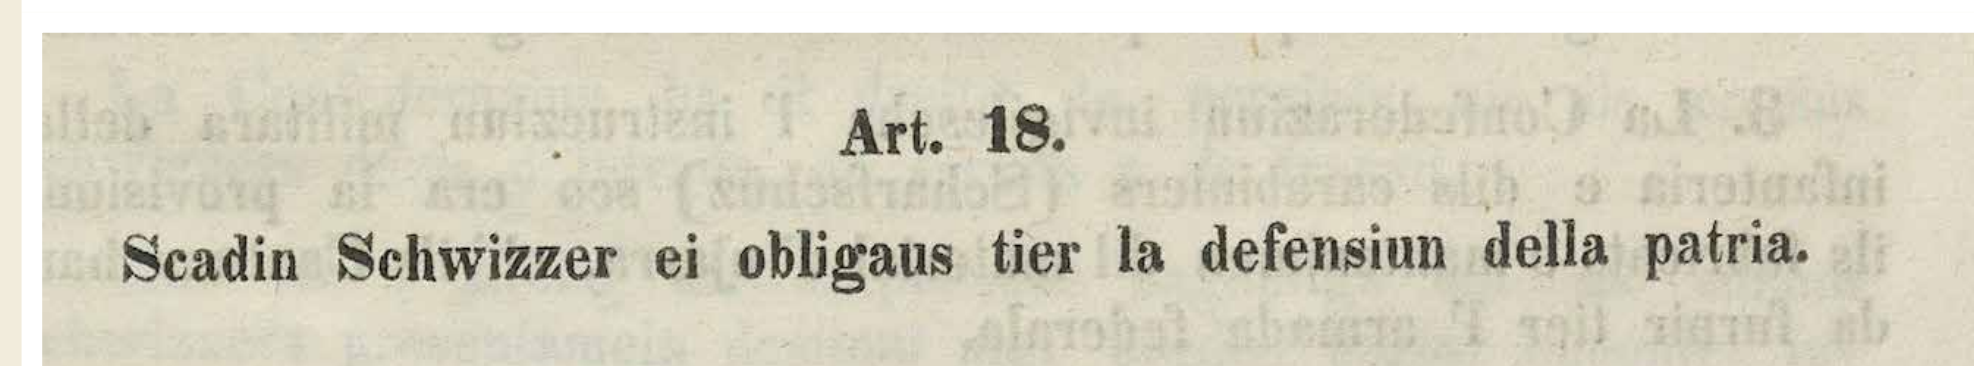 Art. 18.
Scadin Schwizzer ei obligaus tier la defensiun della patria.